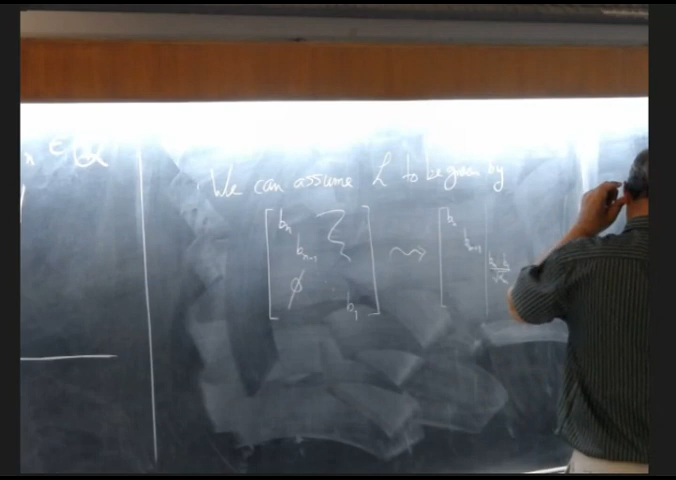 n ∈ Q
We can assume L to be given by
b_n
b_n
b_{n-1}
b_{n-1}
∅
b_1